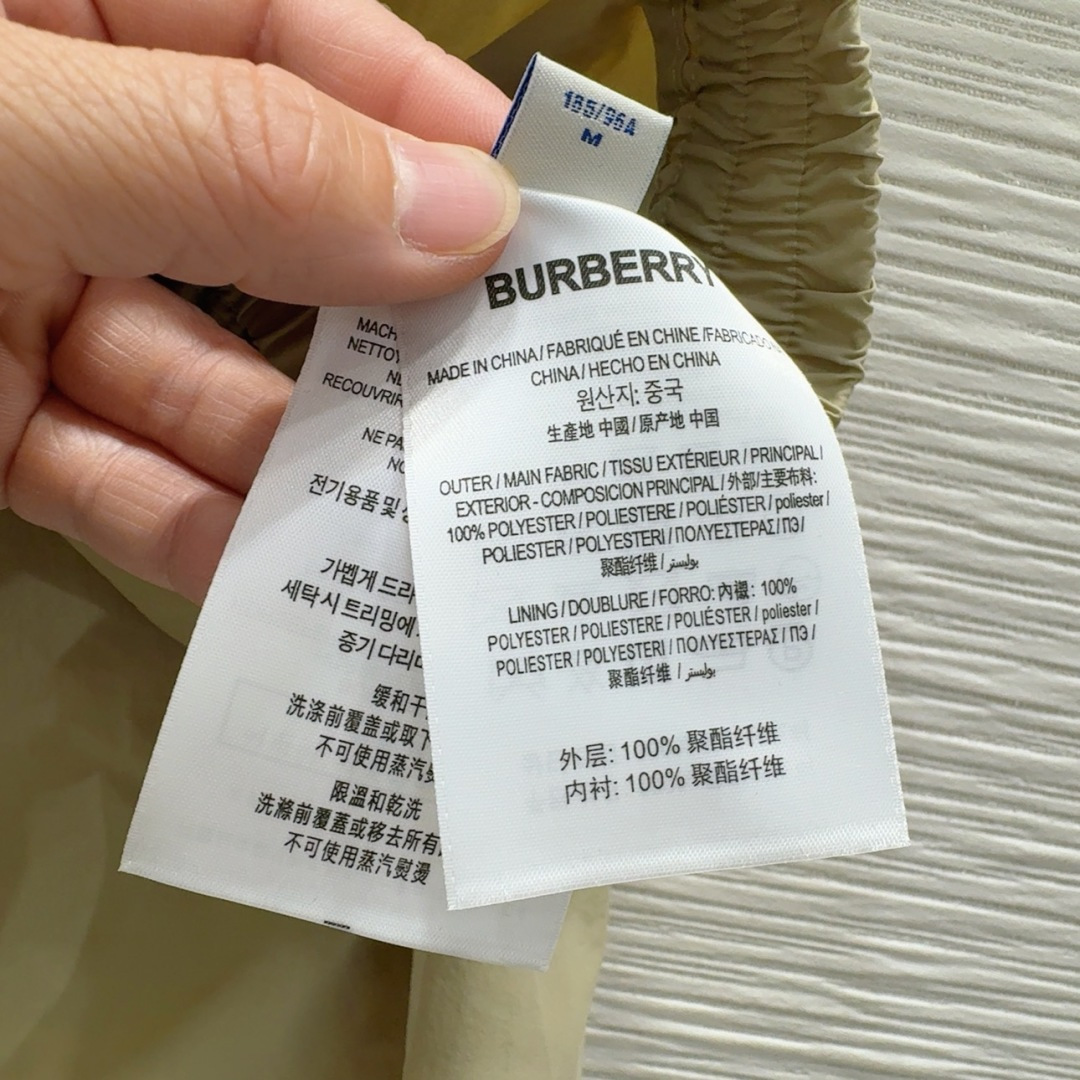 165/96A
M
BURBERRY
MADE IN CHINA / FABRIQUÉ EN CHINE / FABRICADO
CHINA / HECHO EN CHINA
원산지: 중국
生產地 中國 / 原产地 中国
OUTER / MAIN FABRIC / TISSU EXTÉRIEUR / PRINCIPAL /
EXTERIOR - COMPOSICION PRINCIPAL / 外部/主要布料:
100% POLYESTER / POLIESTERE / POLIÉSTER / poliester /
POLIESTER / POLYESTERI / ΠΟΛΥΕΣΤΕΡΑΣ / ПЭ /
聚酯纤维 / بوليستر
LINING / DOUBLURE / FORRO: 內襯: 100%
POLYESTER / POLIESTERE / POLIÉSTER / poliester /
POLIESTER / POLYESTERI / ΠΟΛΥΕΣΤΕΡΑΣ / ПЭ /
聚酯纤维 / بوليستر
外层: 100% 聚酯纤维
内衬: 100% 聚酯纤维
MACH
NETTOY
RECOUVRIR
NE PA
전기용품 및
가볍게 드라
세탁 시 트리밍에
증기 다리
缓和干
洗涤前覆盖或取下
不可使用蒸汽
限溫和乾洗
洗滌前覆蓋或移去所有
不可使用蒸汽熨燙